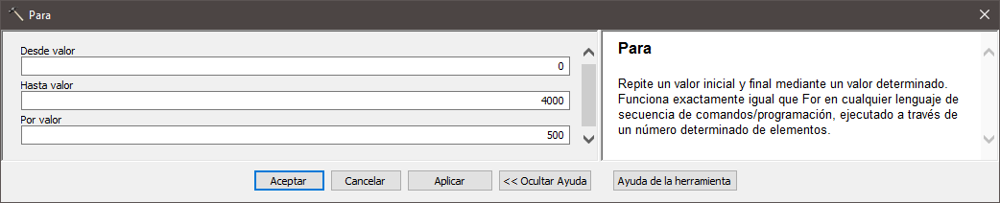 Para
Desde valor
0
Hasta valor
4000
Por valor
500
Para
Repite un valor inicial y final mediante un valor determinado.
Funciona exactamente igual que For en cualquier lenguaje de
secuencia de comandos/programación, ejecutado a través de
un número determinado de elementos.
Aceptar
Cancelar
Aplicar
<< Ocultar Ayuda
Ayuda de la herramienta